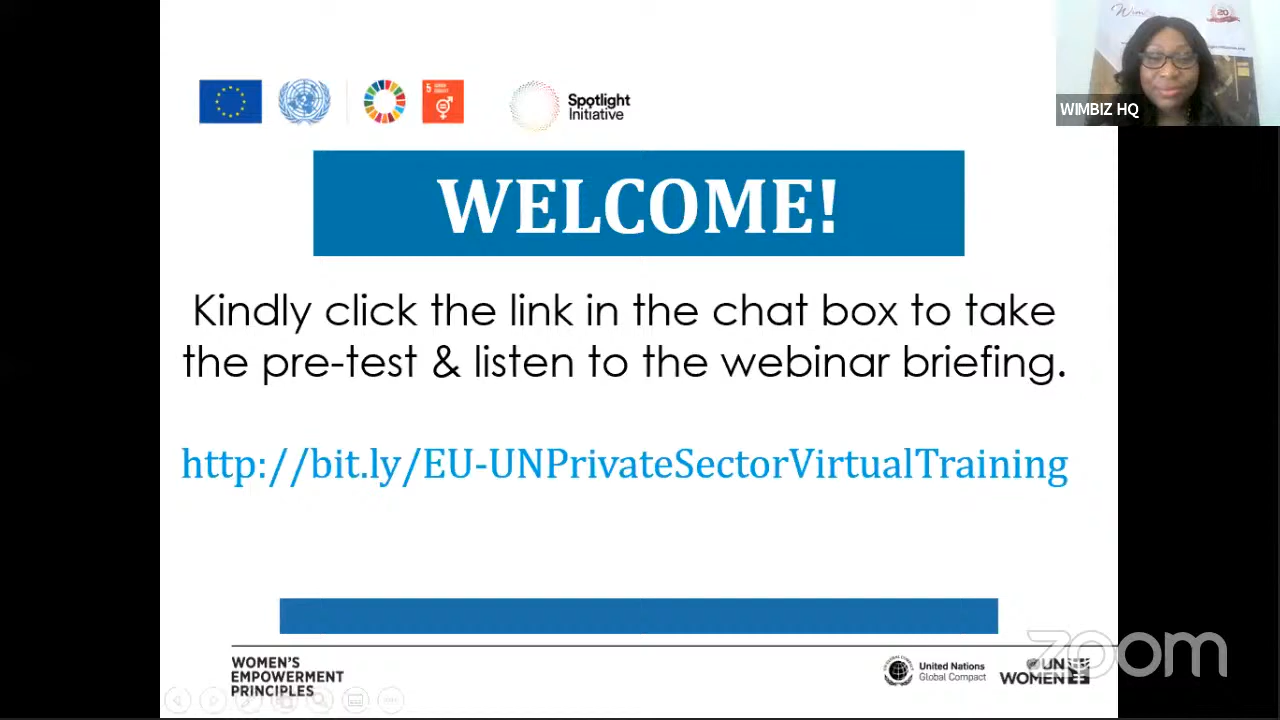 WIMBIZ HQ
Spotlight
Initiative
WELCOME!
Kindly click the link in the chat box to take
the pre-test & listen to the webinar briefing.
http://bit.ly/EU-UNPrivateSectorVirtualTraining
WOMEN'S
EMPOWERMENT
PRINCIPLES
United Nations
Global Compact
UN
WOMEN
zoom